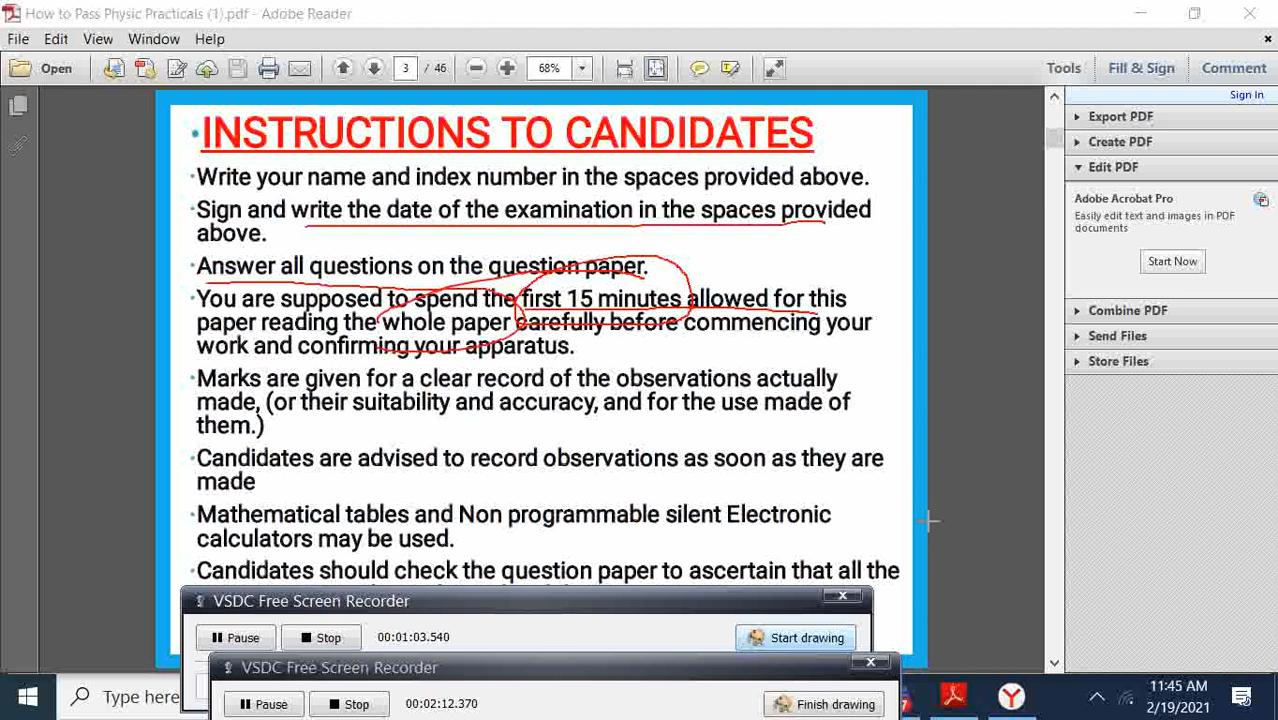 How to Pass Physic Practicals (1).pdf - Adobe Reader
File Edit View Window Help
Open 3 / 46 68% Tools Fill & Sign Comment
Sign In
INSTRUCTIONS TO CANDIDATES
Write your name and index number in the spaces provided above.
Sign and write the date of the examination in the spaces provided
above.
Answer all questions on the question paper.
You are supposed to spend the first 15 minutes allowed for this
paper reading the whole paper carefully before commencing your
work and confirming your apparatus.
Marks are given for a clear record of the observations actually
made, (or their suitability and accuracy, and for the use made of
them.)
Candidates are advised to record observations as soon as they are
made
Mathematical tables and Non programmable silent Electronic
calculators may be used.
Candidates should check the question paper to ascertain that all the
Export PDF
Create PDF
Edit PDF
Adobe Acrobat Pro
Easily edit text and images in PDF
documents
Start Now
Combine PDF
Send Files
Store Files
VSDC Free Screen Recorder
Pause Stop 00:01:03.540 Start drawing
VSDC Free Screen Recorder
Pause Stop 00:02:12.370 Finish drawing
Type here
11:45 AM
2/19/2021